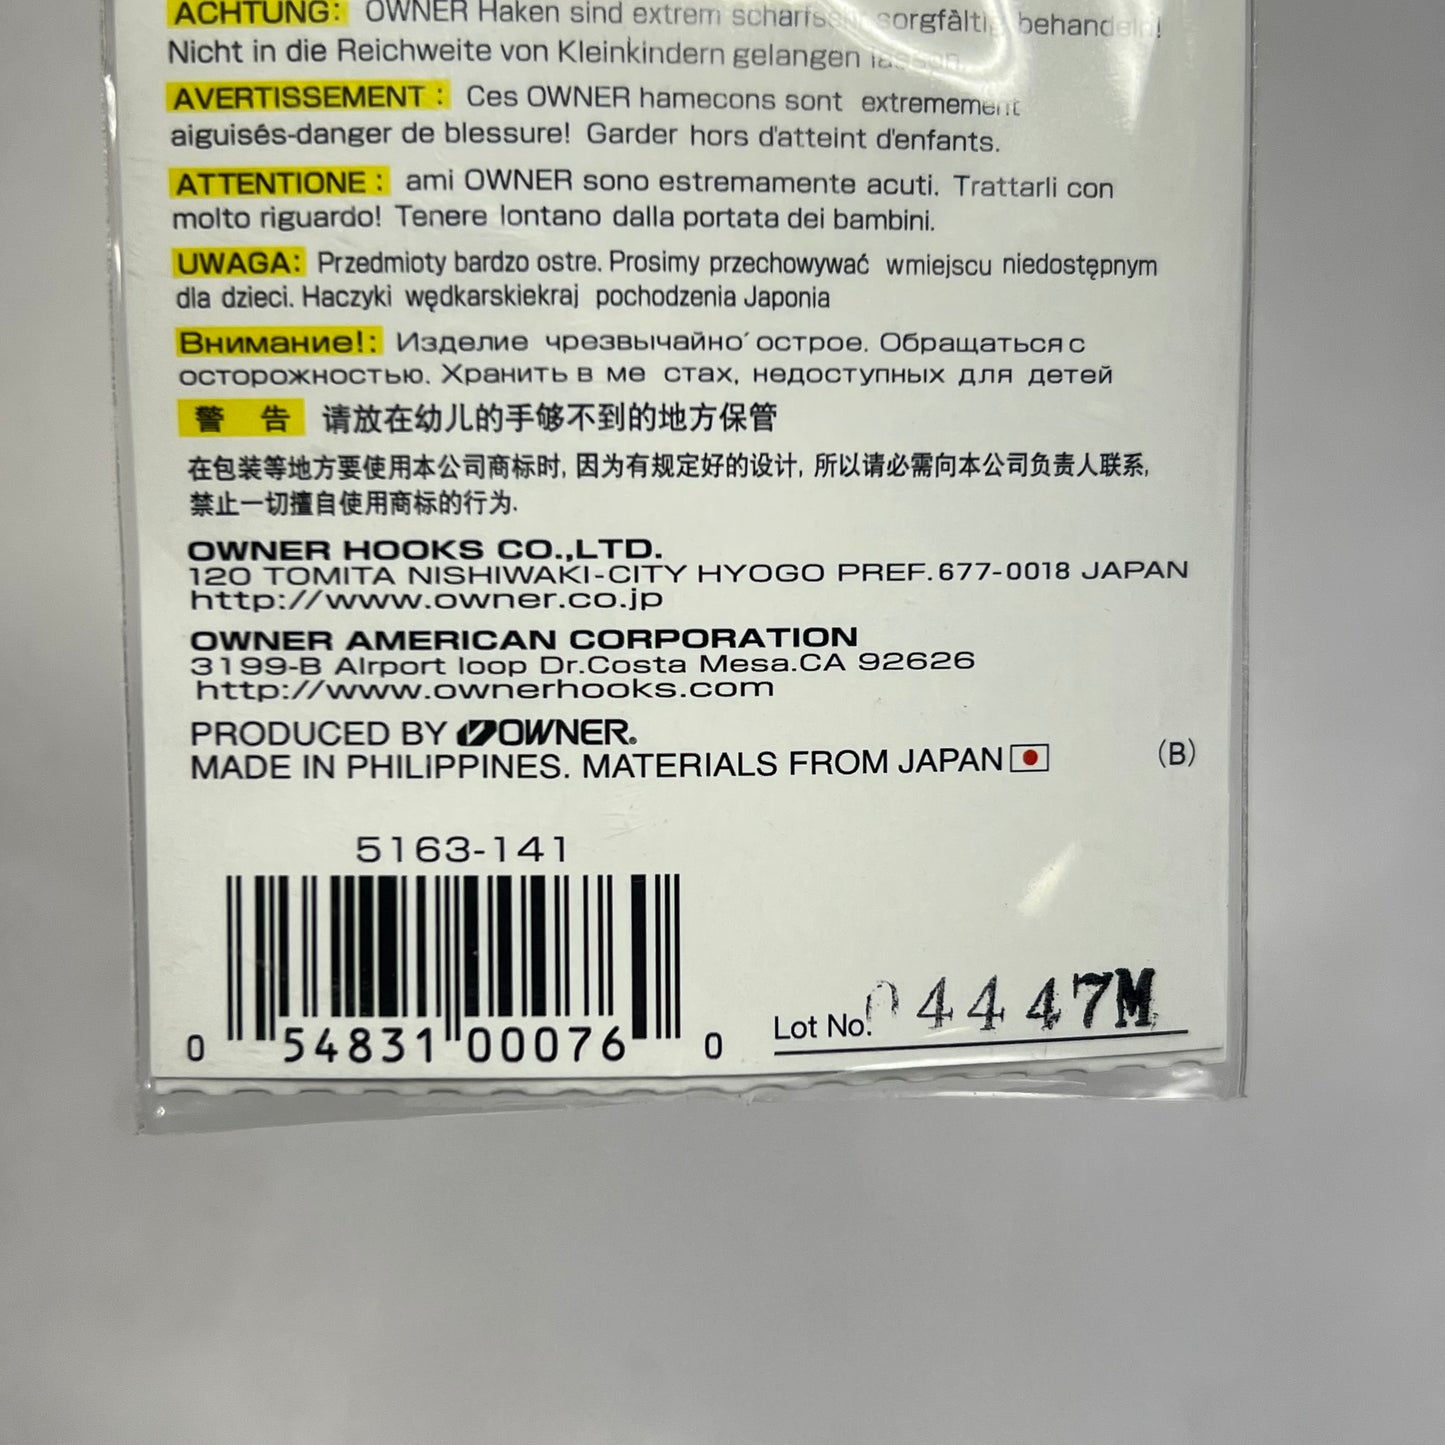 ACHTUNG: OWNER Haken sind extrem sorgfàltig behandeln!
Nicht in die Reichweite von Kleinkindern gelangen lassen.
AVERTISSEMENT : Ces OWNER hamecons sont extremement
aiguisés-danger de blessure! Garder hors d'atteint d'enfants.
ATTENTIONE : ami OWNER sono estremamente acuti. Trattarli con
molto riguardo! Tenere lontano dalla portata dei bambini.
UWAGA: Przedmioty bardzo ostre. Prosimy przechowywać wmiejscu niedostępnym
dla dzieci. Haczyki wędkarskiekraj pochodzenia Japonia
Внимание!: Изделие чрезвычайно´острое. Обращаться с
осторожностью. Хранить в ме стах, недоступных для детей
警 告 请放在幼儿的手够不到的地方保管
在包装等地方要使用本公司商标时, 因为有规定好的设计, 所以请必需向本公司负责人联系,
禁止一切擅自使用商标的行为.
OWNER HOOKS CO.,LTD.
120 TOMITA NISHIWAKI-CITY HYOGO PREF.677-0018 JAPAN
http://www.owner.co.jp
OWNER AMERICAN CORPORATION
3199-B AIrport loop Dr.Costa Mesa.CA 92626
http://www.ownerhooks.com
PRODUCED BY OWNER®
MADE IN PHILiPPINES. MATERIALS FROM JAPAN (B)
5163-141
0 54831 00076 0
Lot No. 04447M